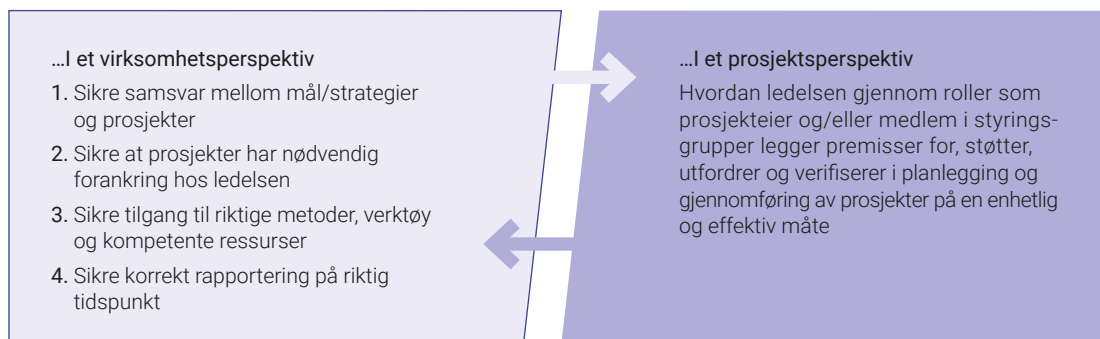 ...I et virksomhetsperspektiv
1. Sikre samsvar mellom mål/strategier
og prosjekter
2. Sikre at prosjekter har nødvendig
forankring hos ledelsen
3. Sikre tilgang til riktige metoder, verktøy
og kompetente ressurser
4. Sikre korrekt rapportering på riktig
tidspunkt
...I et prosjektsperspektiv
Hvordan ledelsen gjennom roller som
prosjekteier og/eller medlem i styrings-
grupper legger premisser for, støtter,
utfordrer og verifiserer i planlegging og
gjennomføring av prosjekter på en enhetlig
og effektiv måte